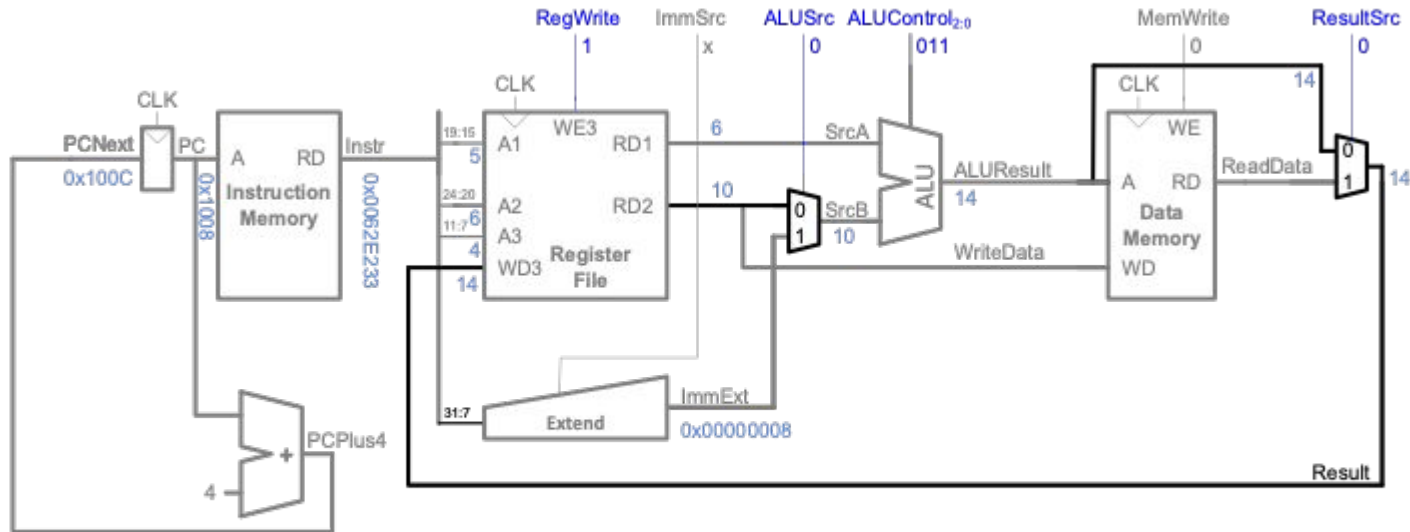 RegWrite ImmSrc ALUSrc ALUControl2:0 MemWrite ResultSrc
1 x 0 011 0 0
CLK CLK CLK 14
PCNext PC A RD Instr 19:15 A1 WE3 RD1 6 SrcA WE 0
0x100C 5
Instruction Memory
0x1008
0x0062E233
24:20 A2 RD2 10 0 SrcB ALU ALUResult A RD ReadData 1 14
6 1 10 14
11:7 A3 Register File Data Memory
4
WD3 WriteData WD
14
31:7 Extend ImmExt
0x00000008
+ PCPlus4
4
Result